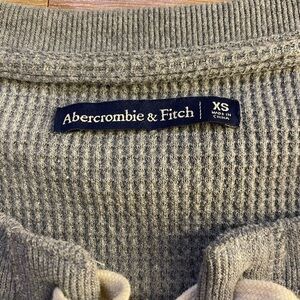 Abercrombie & Fitch
XS
MADE IN
CHINA